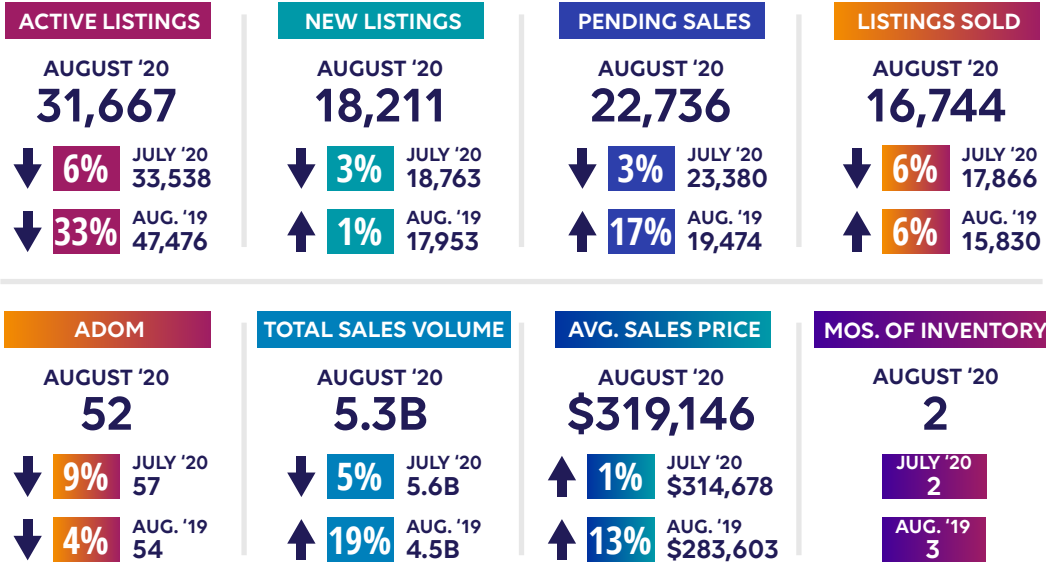 ACTIVE LISTINGS
AUGUST ‘20
31,667
6% JULY ‘20
33,538
33% AUG. ‘19
47,476
NEW LISTINGS
AUGUST ‘20
18,211
3% JULY ‘20
18,763
1% AUG. ‘19
17,953
PENDING SALES
AUGUST ‘20
22,736
3% JULY ‘20
23,380
17% AUG. ‘19
19,474
LISTINGS SOLD
AUGUST ‘20
16,744
6% JULY ‘20
17,866
6% AUG. ‘19
15,830
ADOM
AUGUST ‘20
52
9% JULY ‘20
57
4% AUG. ‘19
54
TOTAL SALES VOLUME
AUGUST ‘20
5.3B
5% JULY ‘20
5.6B
19% AUG. ‘19
4.5B
AVG. SALES PRICE
AUGUST ‘20
$319,146
1% JULY ‘20
$314,678
13% AUG. ‘19
$283,603
MOS. OF INVENTORY
AUGUST ‘20
2
JULY ‘20
2
AUG. ‘19
3